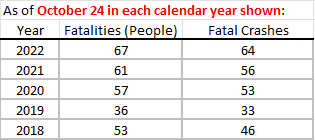 As of October 24 in each calendar year shown:
Year Fatalities (People) Fatal Crashes
2022 67 64
2021 61 56
2020 57 53
2019 36 33
2018 53 46